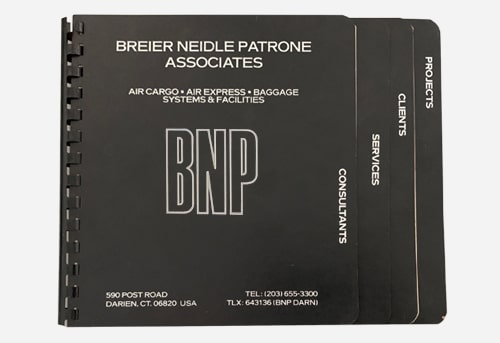 BREIER NEIDLE PATRONE
ASSOCIATES
AIR CARGO • AIR EXPRESS • BAGGAGE
SYSTEMS & FACILITIES
BNP
590 POST ROAD
DARIEN, CT. 06820 USA
TEL: (203) 655-3300
TLX: 643136 (BNP DARN)
CONSULTANTS
SERVICES
CLIENTS
PROJECTS